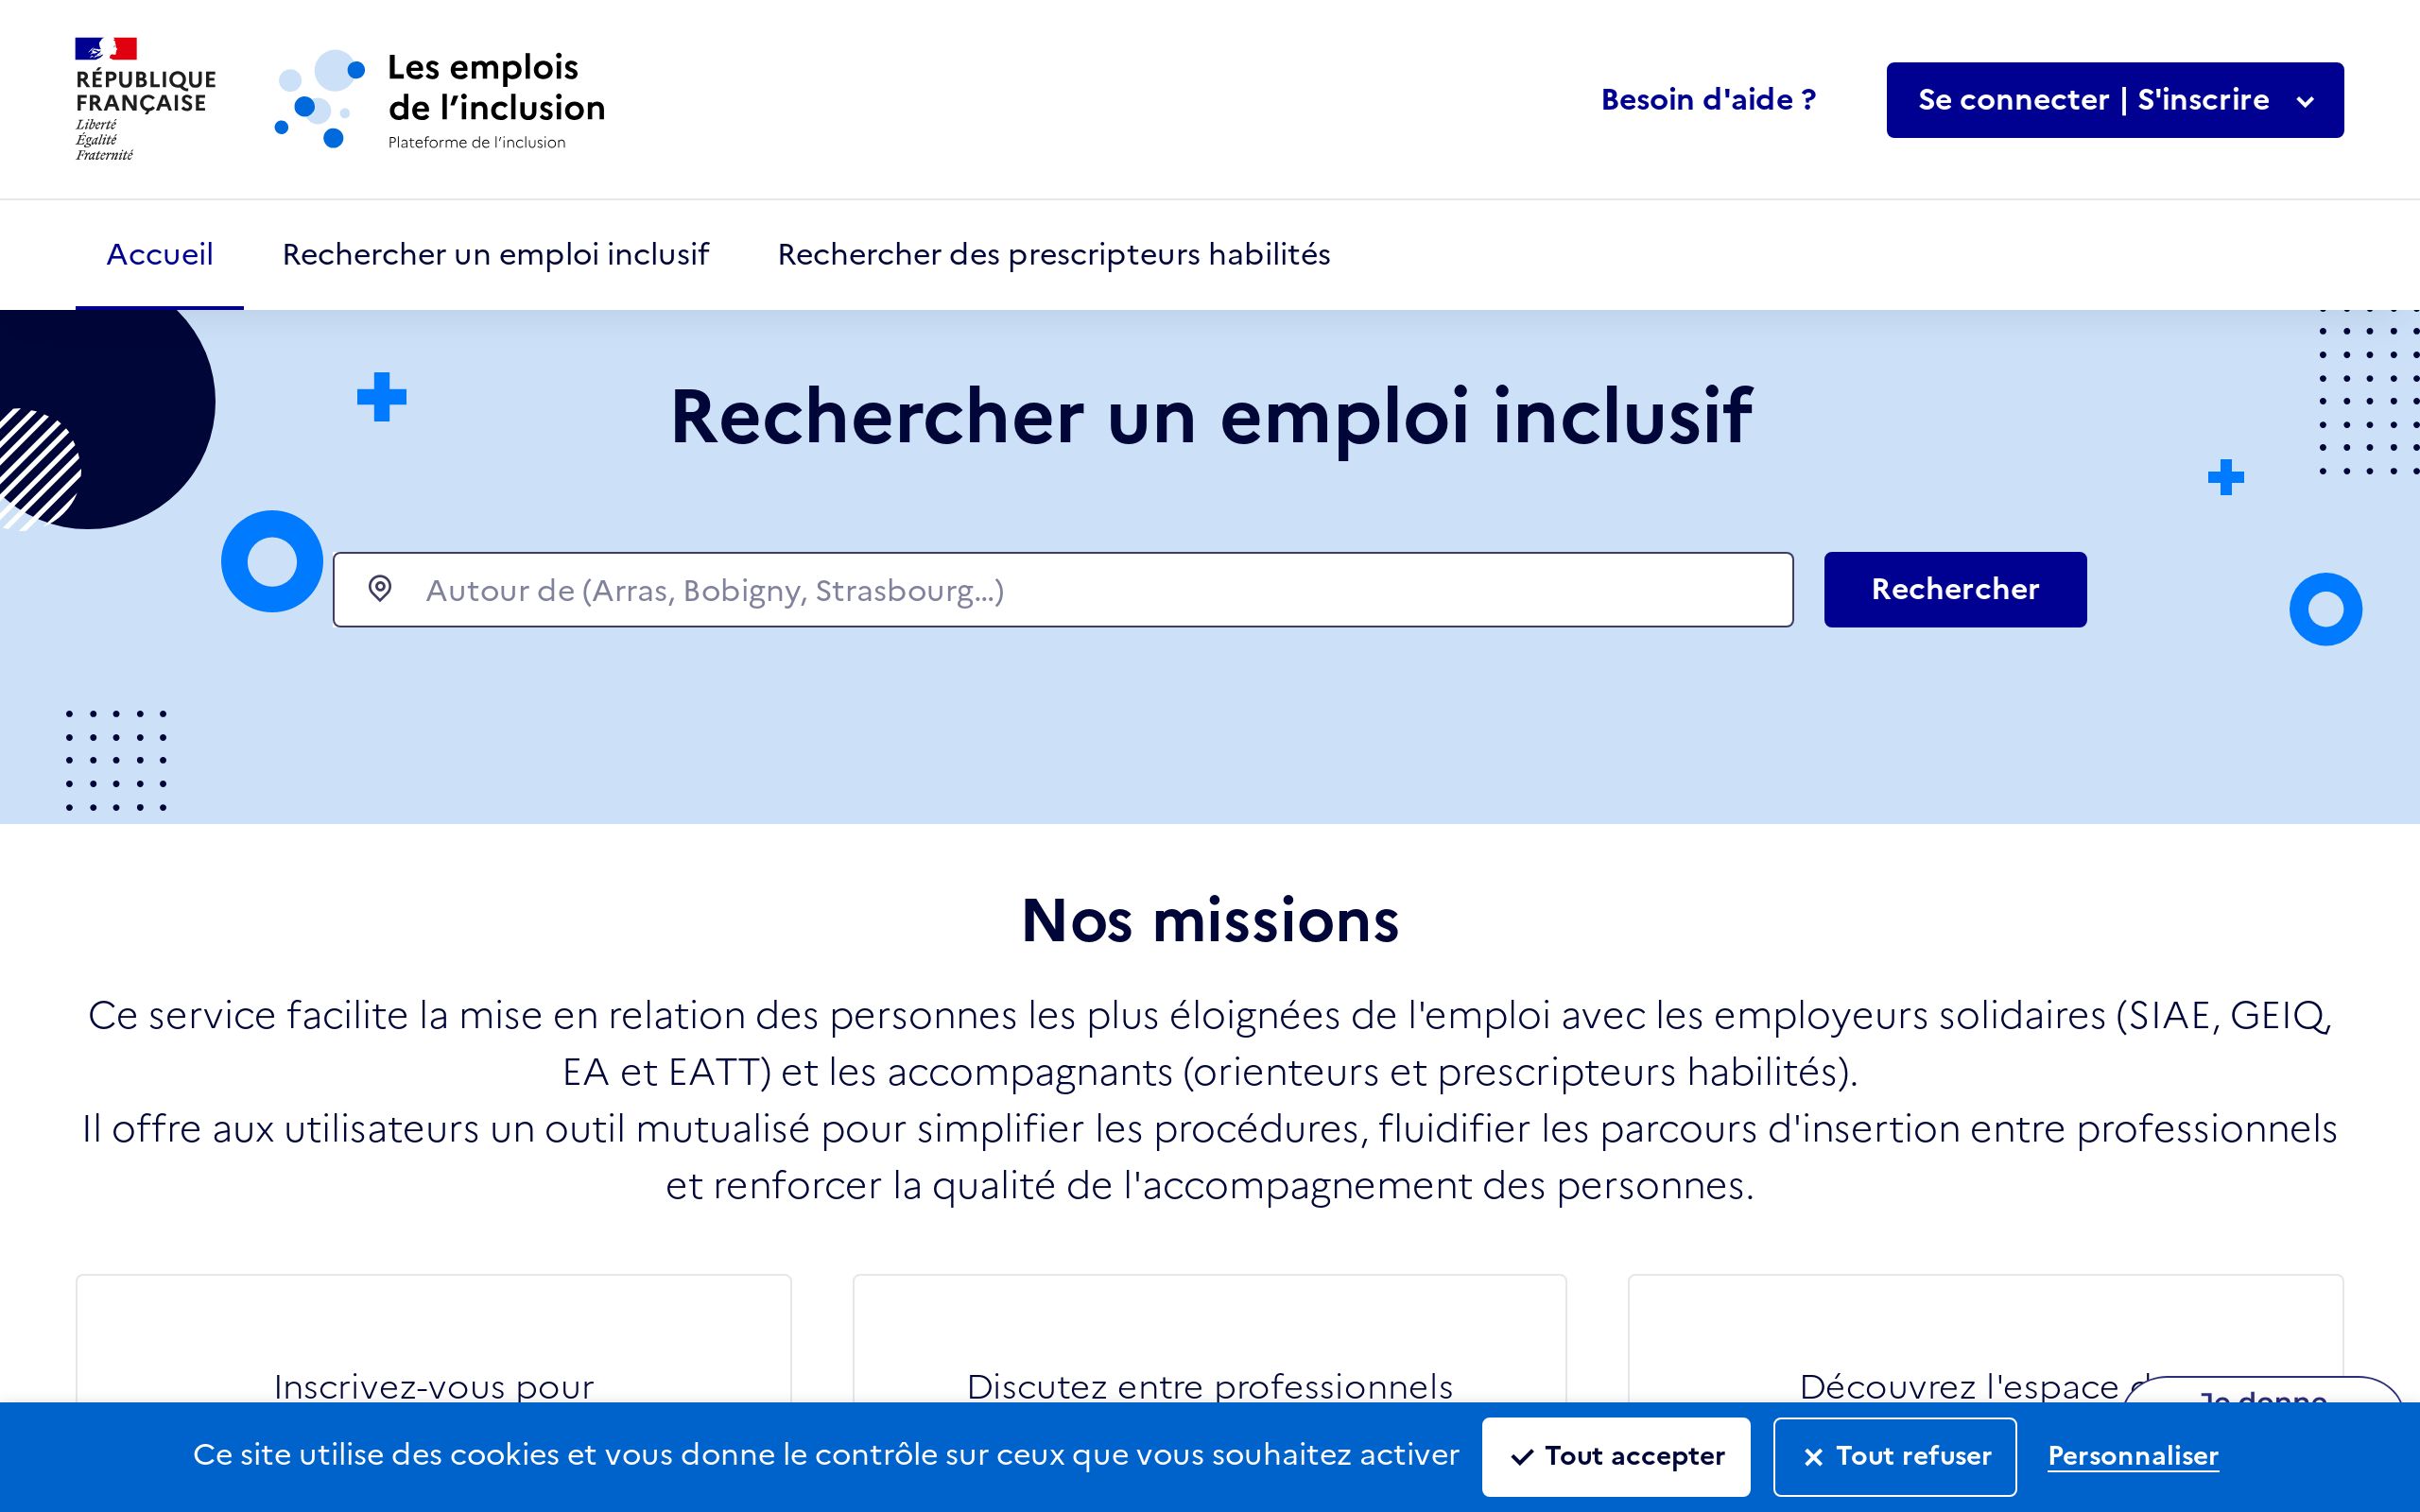 RÉPUBLIQUE
FRANÇAISE
Liberté
Égalité
Fraternité
Les emplois
de l’inclusion
Plateforme de l’inclusion
Besoin d'aide ?
Se connecter | S'inscrire
Accueil
Rechercher un emploi inclusif
Rechercher des prescripteurs habilités
Rechercher un emploi inclusif
Autour de (Arras, Bobigny, Strasbourg...)
Rechercher
Nos missions
Ce service facilite la mise en relation des personnes les plus éloignées de l'emploi avec les employeurs solidaires (SIAE, GEIQ,
EA et EATT) et les accompagnants (orienteurs et prescripteurs habilités).
Il offre aux utilisateurs un outil mutualisé pour simplifier les procédures, fluidifier les parcours d'insertion entre professionnels
et renforcer la qualité de l'accompagnement des personnes.
Inscrivez-vous pour
Discutez entre professionnels
Découvrez l'espace
Je donne
Ce site utilise des cookies et vous donne le contrôle sur ceux que vous souhaitez activer
Tout accepter
Tout refuser
Personnaliser